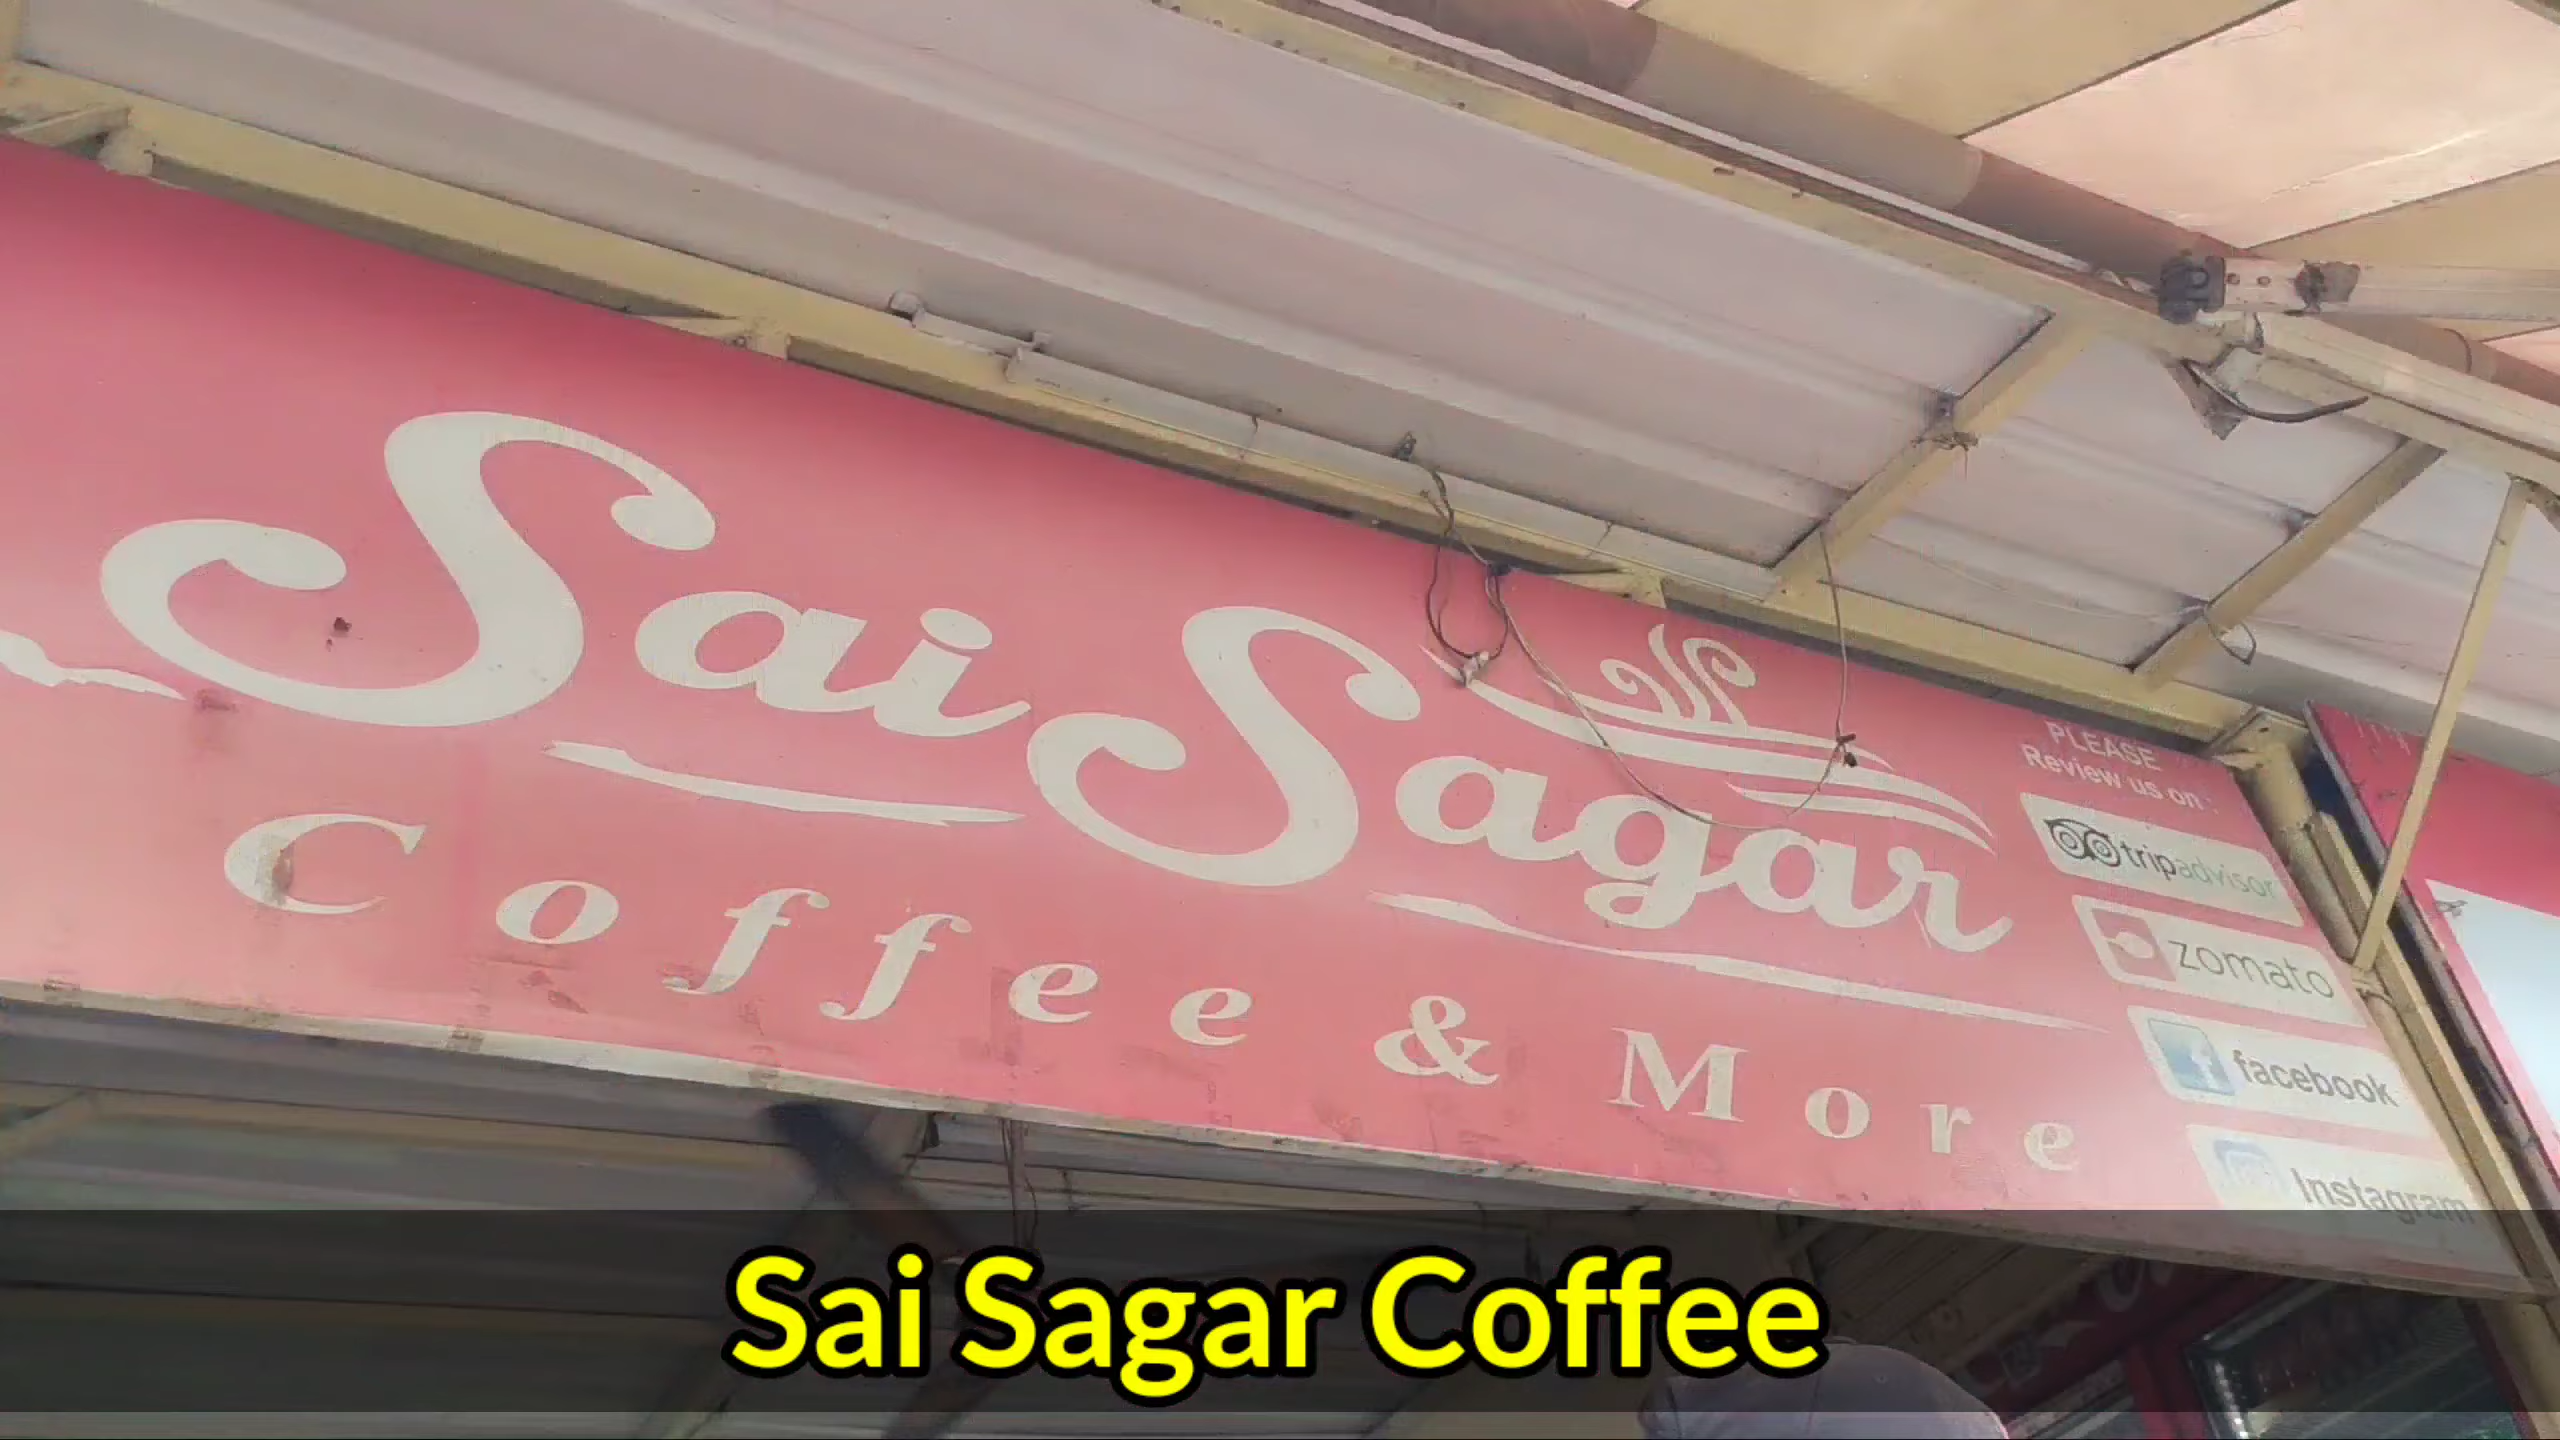 Sai Sagar
Coffee & More
PLEASE
Review us on :
tripadvisor
zomato
facebook
Instagram
Sai Sagar Coffee